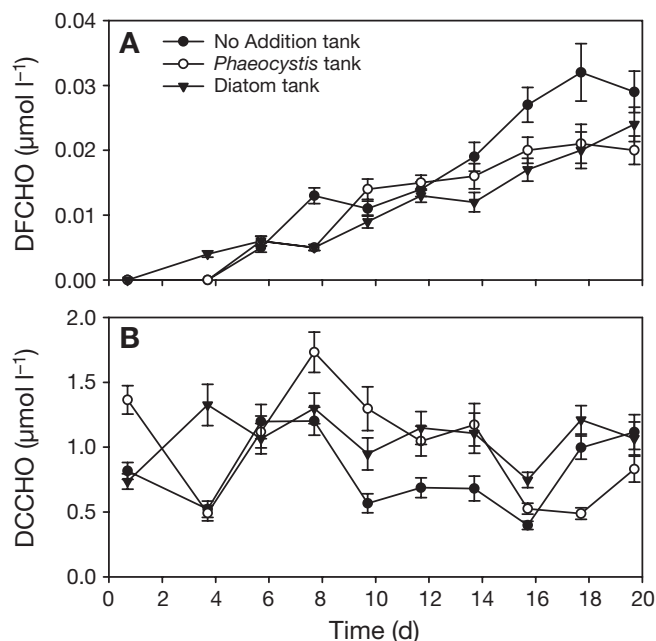 A
No Addition tank
Phaeocystis tank
Diatom tank
DFCHO (µmol l⁻¹)
0.04
0.03
0.02
0.01
0.00
B
DCCHO (µmol l⁻¹)
2.0
1.5
1.0
0.5
0.0
0 2 4 6 8 10 12 14 16 18 20
Time (d)